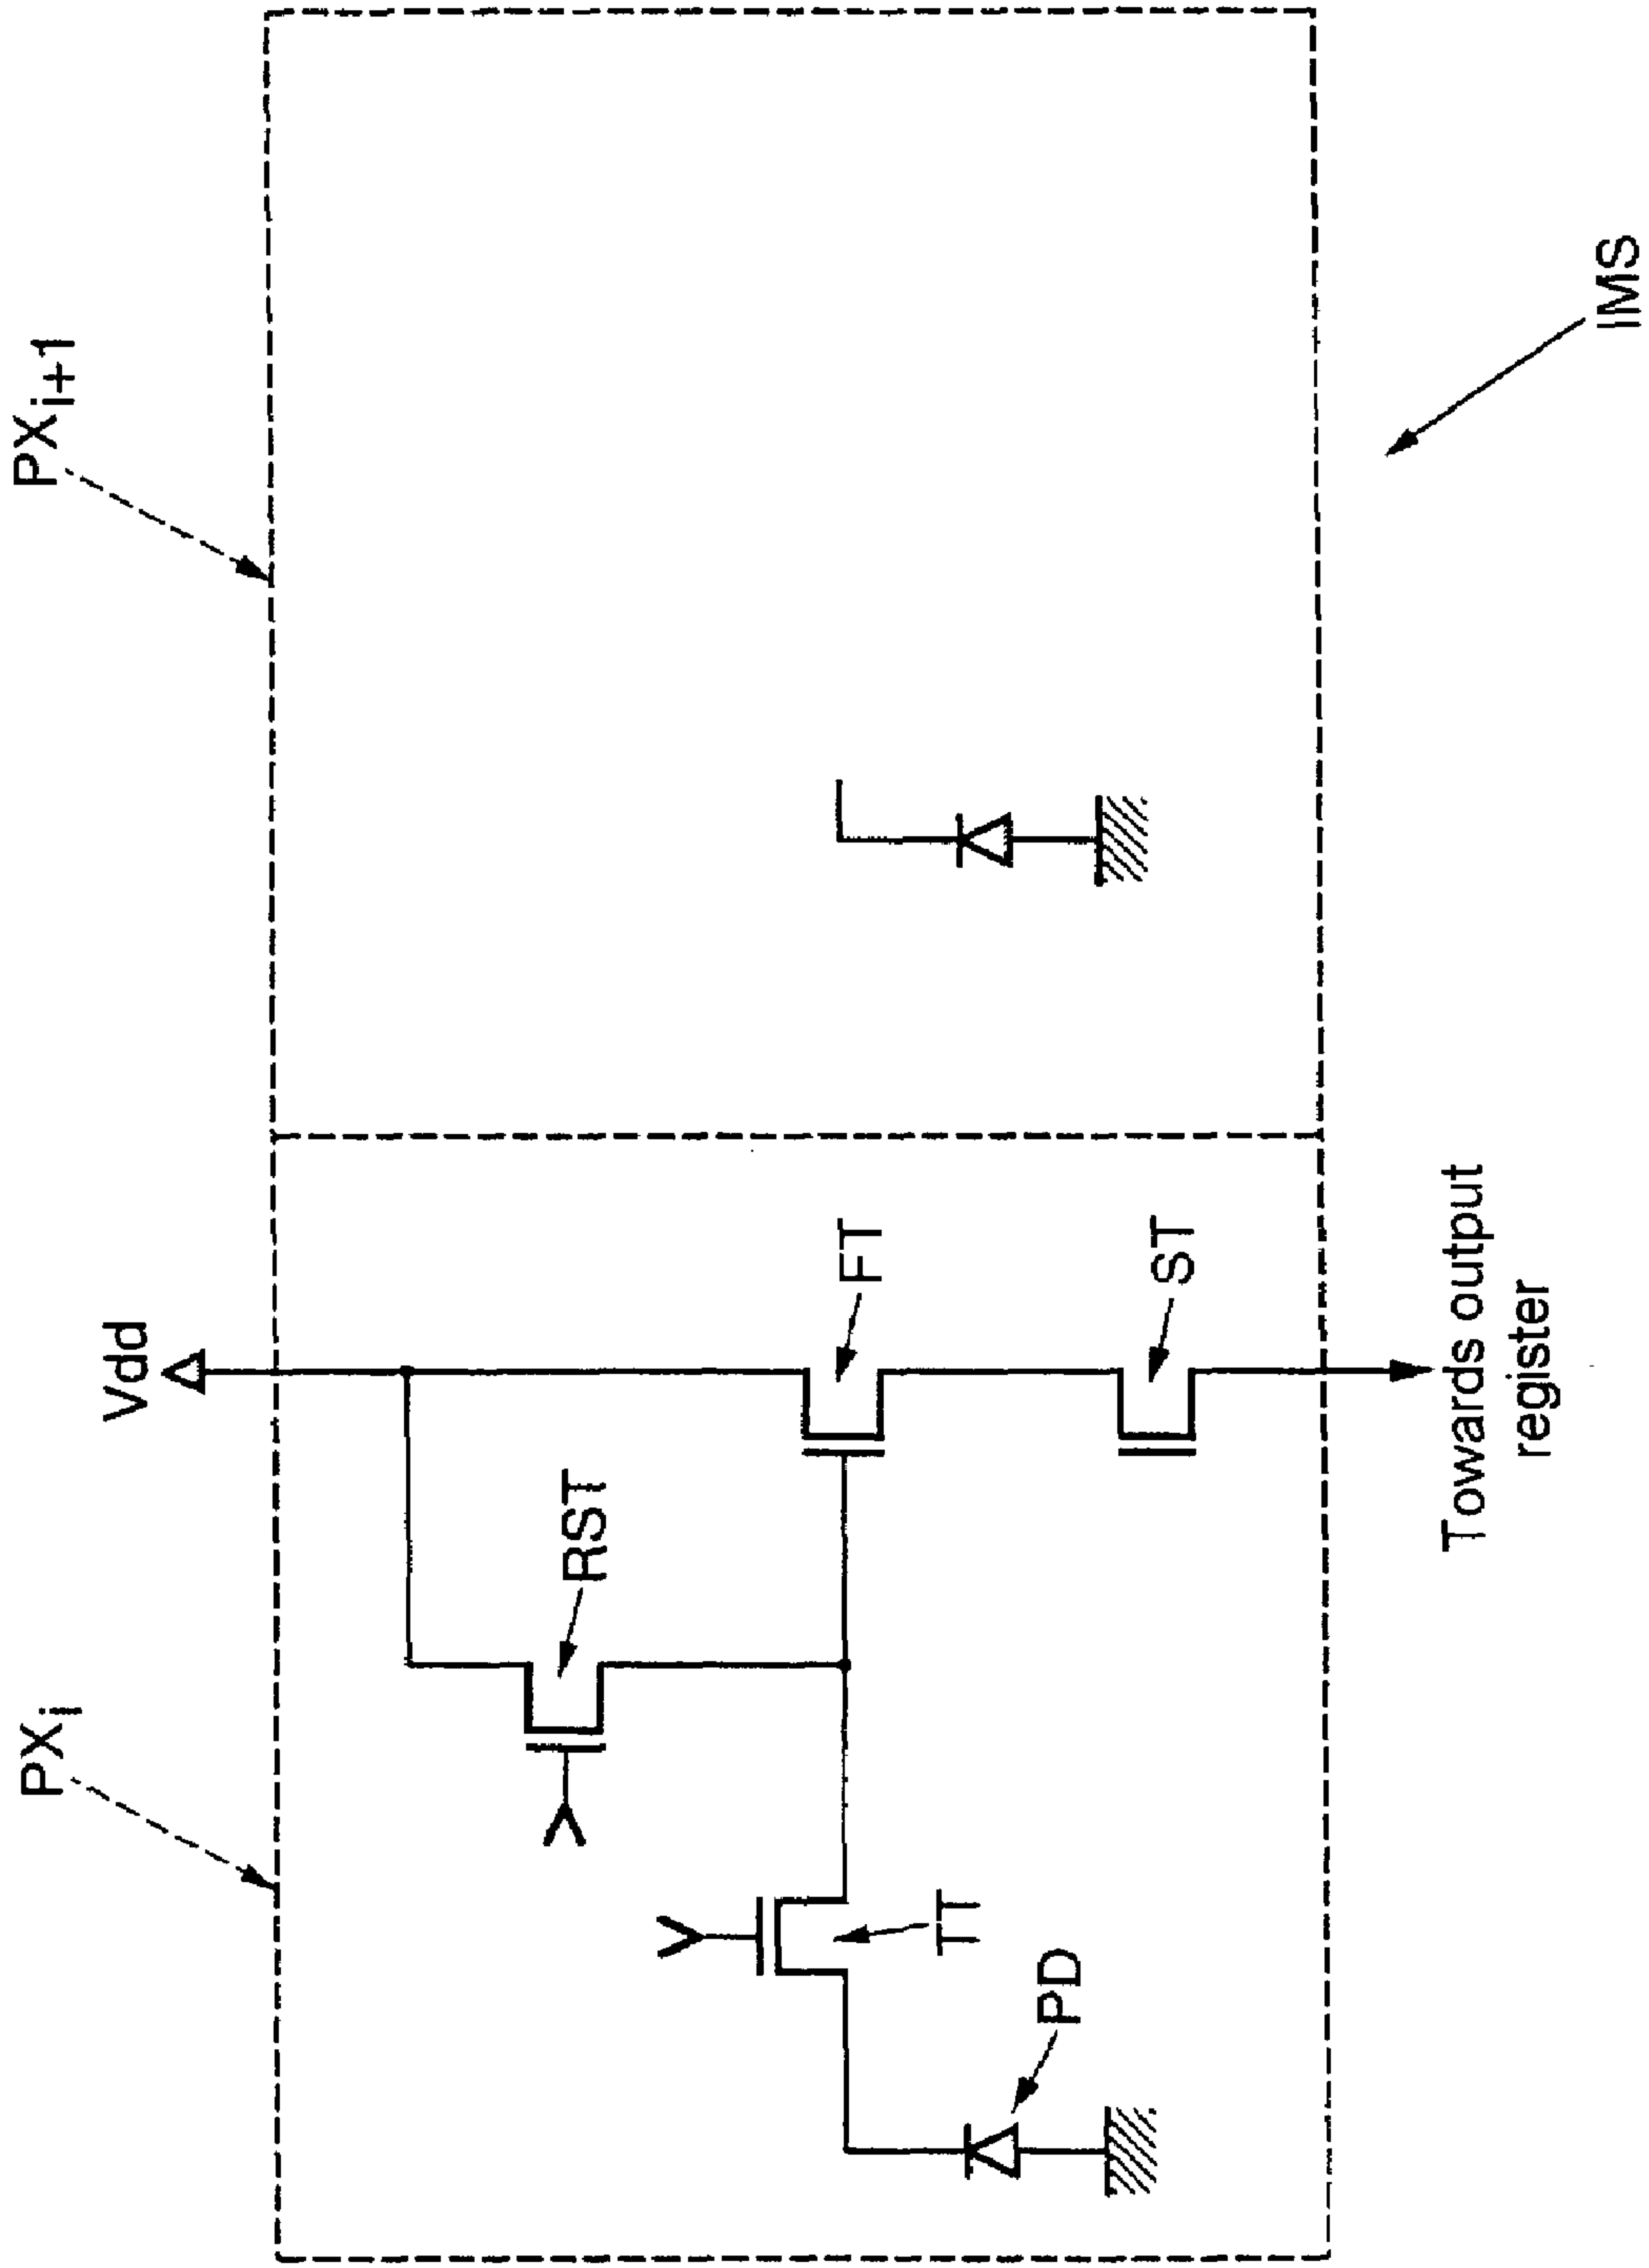 PXi
PXi+1
Vdd
RST
FT
TT
PD
ST
Towards output
register
IMS